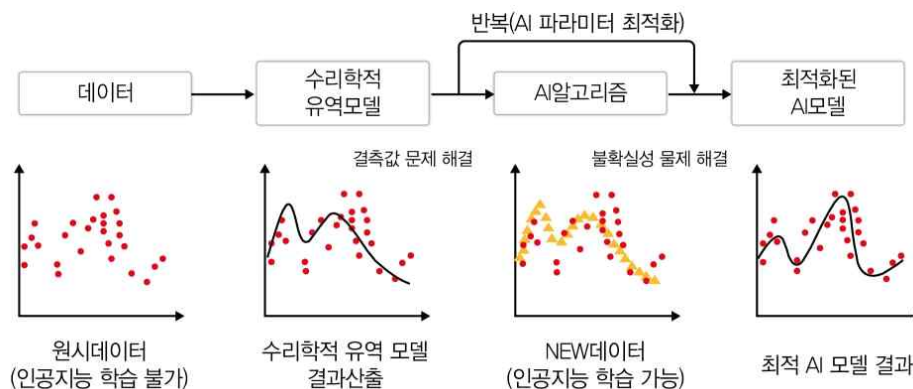 반복(AI 파라미터 최적화)
데이터
수리학적
유역모델
AI알고리즘
최적화된
AI모델
결측값 문제 해결
불확실성 물제 해결
원시데이터
(인공지능 학습 불가)
수리학적 유역 모델
결과산출
NEW데이터
(인공지능 학습 가능)
최적 AI 모델 결과